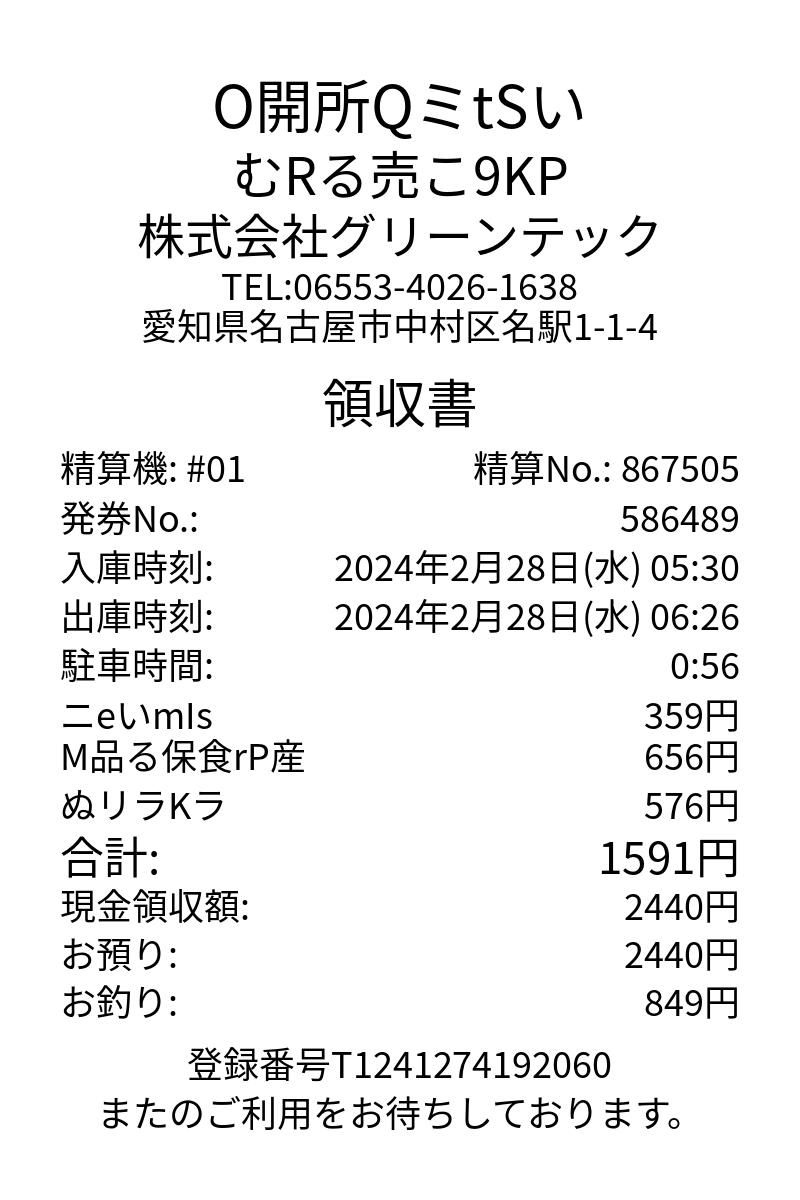 O開所QミtSい
むRる売こ9KP
株式会社グリーンテック
TEL:06553-4026-1638
愛知県名古屋市中村区名駅1-1-4
領収書
精算機: #01 精算No.: 867505
発券No.: 586489
入庫時刻: 2024年2月28日(水) 05:30
出庫時刻: 2024年2月28日(水) 06:26
駐車時間: 0:56
ニeいmIs 359円
M品る保食rP産 656円
ぬリラKラ 576円
合計: 1591円
現金領収額: 2440円
お預り: 2440円
お釣り: 849円
登録番号T1241274192060
またのご利用をお待ちしております。